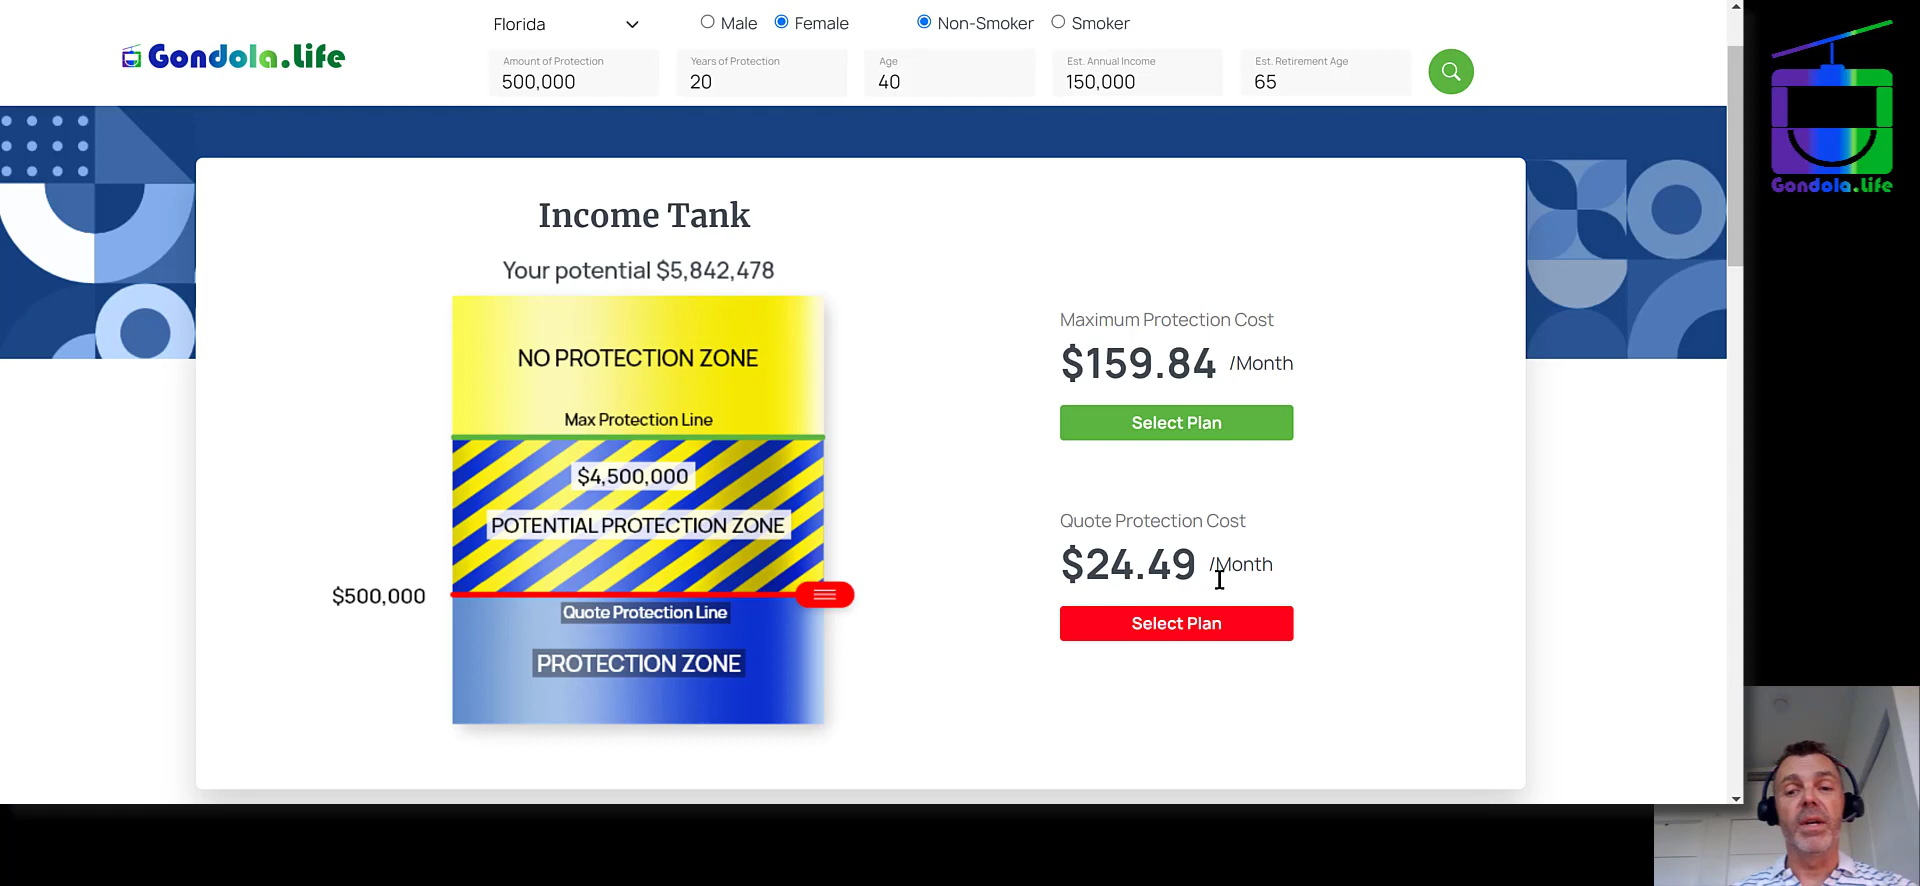 Florida
Male
Female
Non-Smoker
Smoker
Gondola.Life
Amount of Protection
500,000
Years of Protection
20
Age
40
Est. Annual Income
150,000
Est. Retirement Age
65
Gondola.Life
Income Tank
Your potential $5,842,478
NO PROTECTION ZONE
Max Protection Line
$4,500,000
POTENTIAL PROTECTION ZONE
$500,000
Quote Protection Line
PROTECTION ZONE
Maximum Protection Cost
$159.84 /Month
Select Plan
Quote Protection Cost
$24.49 /Month
Select Plan